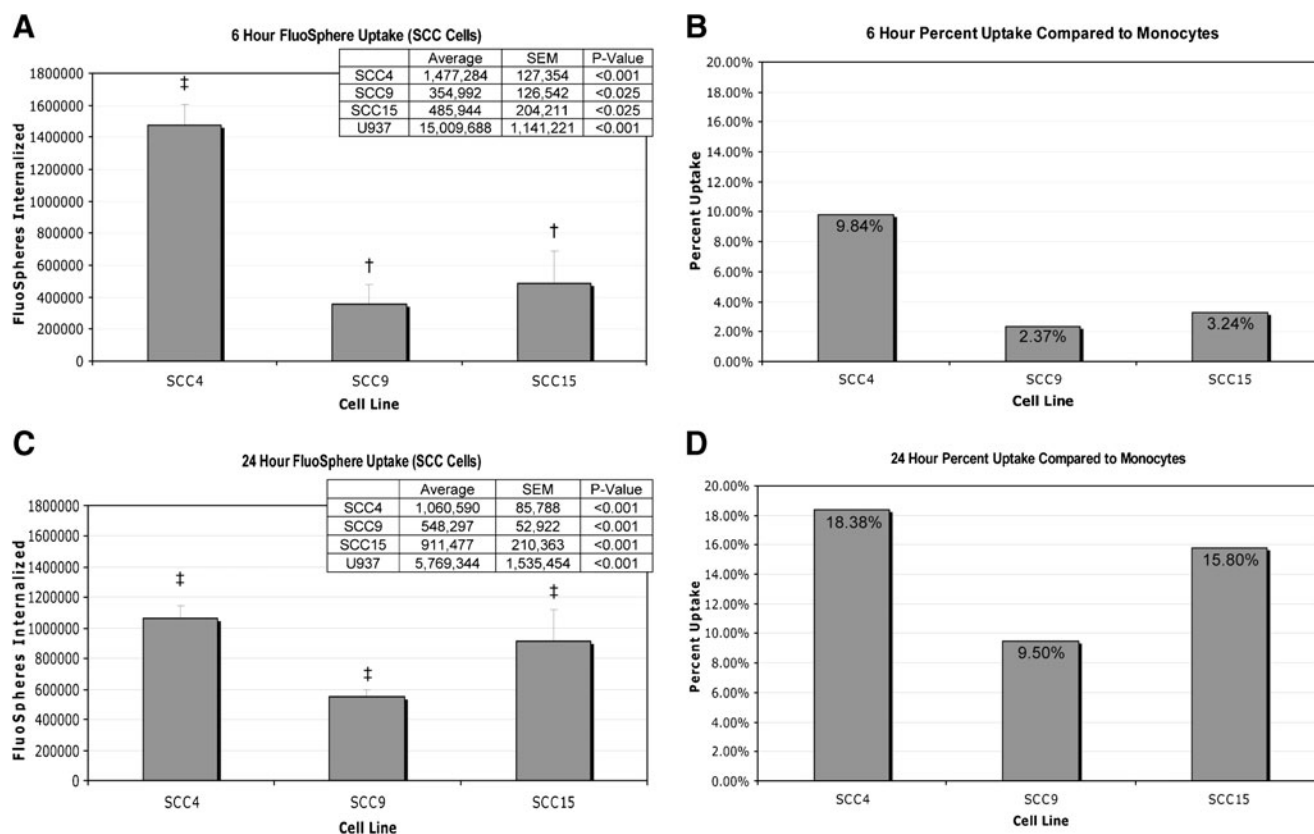 A
6 Hour FluoSphere Uptake (SCC Cells)
Average SEM P-Value
SCC4 1,477,284 127,354 <0.001
SCC9 354,992 126,542 <0.025
SCC15 485,944 204,211 <0.025
U937 15,009,688 1,141,221 <0.001
FluoSpheres Internalized
1800000
1600000
1400000
1200000
1000000
800000
600000
400000
200000
0
‡
†
†
SCC4 SCC9 SCC15
Cell Line
B
6 Hour Percent Uptake Compared to Monocytes
Percent Uptake
20.00%
18.00%
16.00%
14.00%
12.00%
10.00%
8.00%
6.00%
4.00%
2.00%
0.00%
9.84%
2.37%
3.24%
SCC4 SCC9 SCC15
Cell Line
C
24 Hour FluoSphere Uptake (SCC Cells)
Average SEM P-Value
SCC4 1,060,590 85,788 <0.001
SCC9 548,297 52,922 <0.001
SCC15 911,477 210,363 <0.001
U937 5,769,344 1,535,454 <0.001
FluoSpheres Internalized
1800000
1600000
1400000
1200000
1000000
800000
600000
400000
200000
0
‡
‡
‡
SCC4 SCC9 SCC15
Cell Line
D
24 Hour Percent Uptake Compared to Monocytes
Percent Uptake
20.00%
18.00%
16.00%
14.00%
12.00%
10.00%
8.00%
6.00%
4.00%
2.00%
0.00%
18.38%
9.50%
15.80%
SCC4 SCC9 SCC15
Cell Line